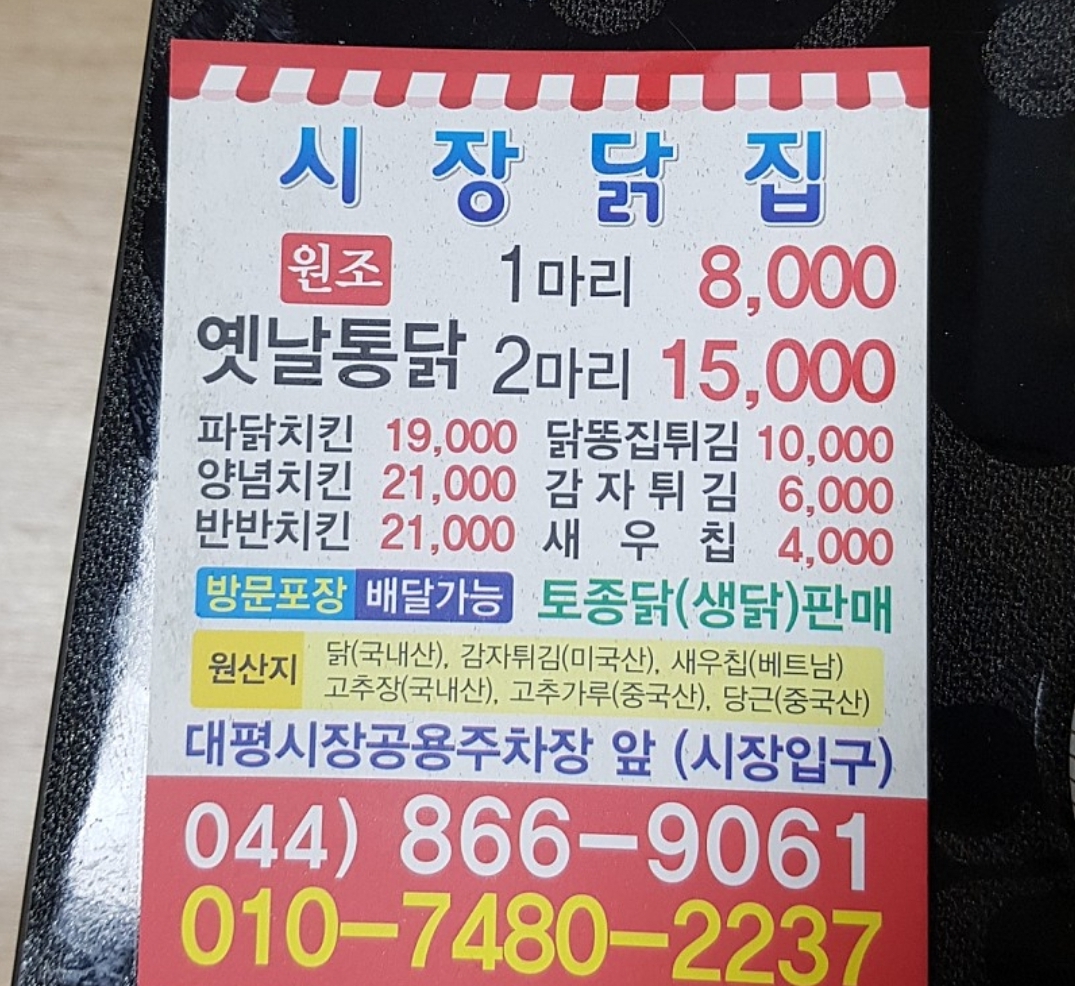 시장닭집
원조 1마리 8,000
옛날통닭 2마리 15,000
파닭치킨 19,000 닭똥집튀김 10,000
양념치킨 21,000 감자튀김 6,000
반반치킨 21,000 새우칩 4,000
방문포장 배달가능 토종닭(생닭)판매
원산지 닭(국내산), 감자튀김(미국산), 새우칩(베트남)
고추장(국내산), 고추가루(중국산), 당근(중국산)
대평시장공용주차장 앞 (시장입구)
044) 866-9061
010-7480-2237